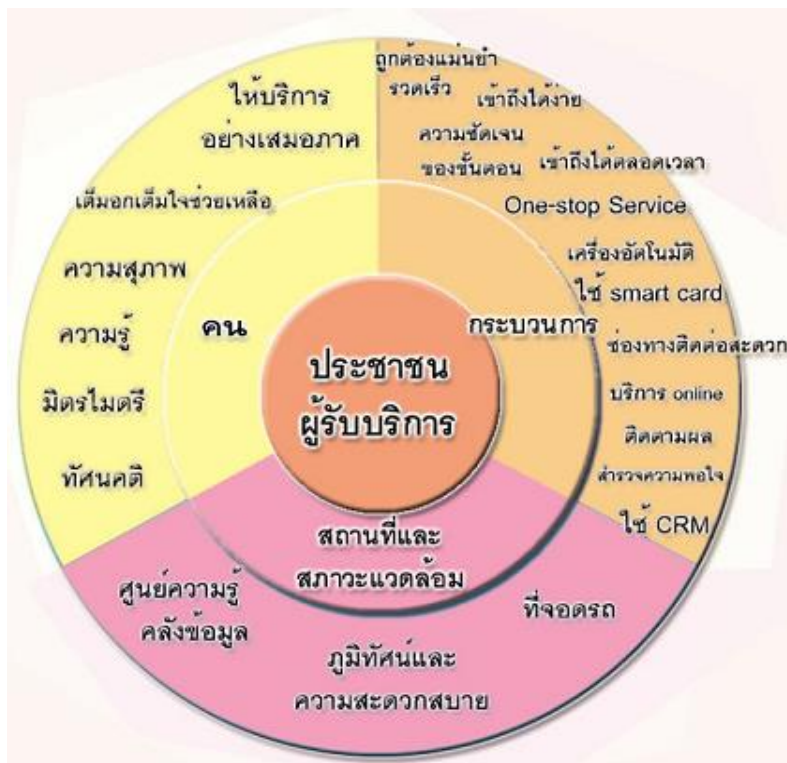 ให้บริการ
อย่างเสมอภาค
เต็มอกเต็มใจช่วยเหลือ
ความสุภาพ
ความรู้
มิตรไมตรี
ทัศนคติ
คน
ถูกต้องแม่นยำ
รวดเร็ว
เข้าถึงได้ง่าย
ความชัดเจน
ของขั้นตอน
เข้าถึงได้ตลอดเวลา
One-stop Service
เครื่องอัตโนมัติ
ใช้ smart card
ช่องทางติดต่อสะดวก
บริการ online
ติดตามผล
สำรวจความพอใจ
ใช้ CRM
กระบวนการ
ประชาชน
ผู้รับบริการ
สถานที่และ
สภาวะแวดล้อม
ศูนย์ความรู้
คลังข้อมูล
ภูมิทัศน์และ
ความสะดวกสบาย
ที่จอดรถ